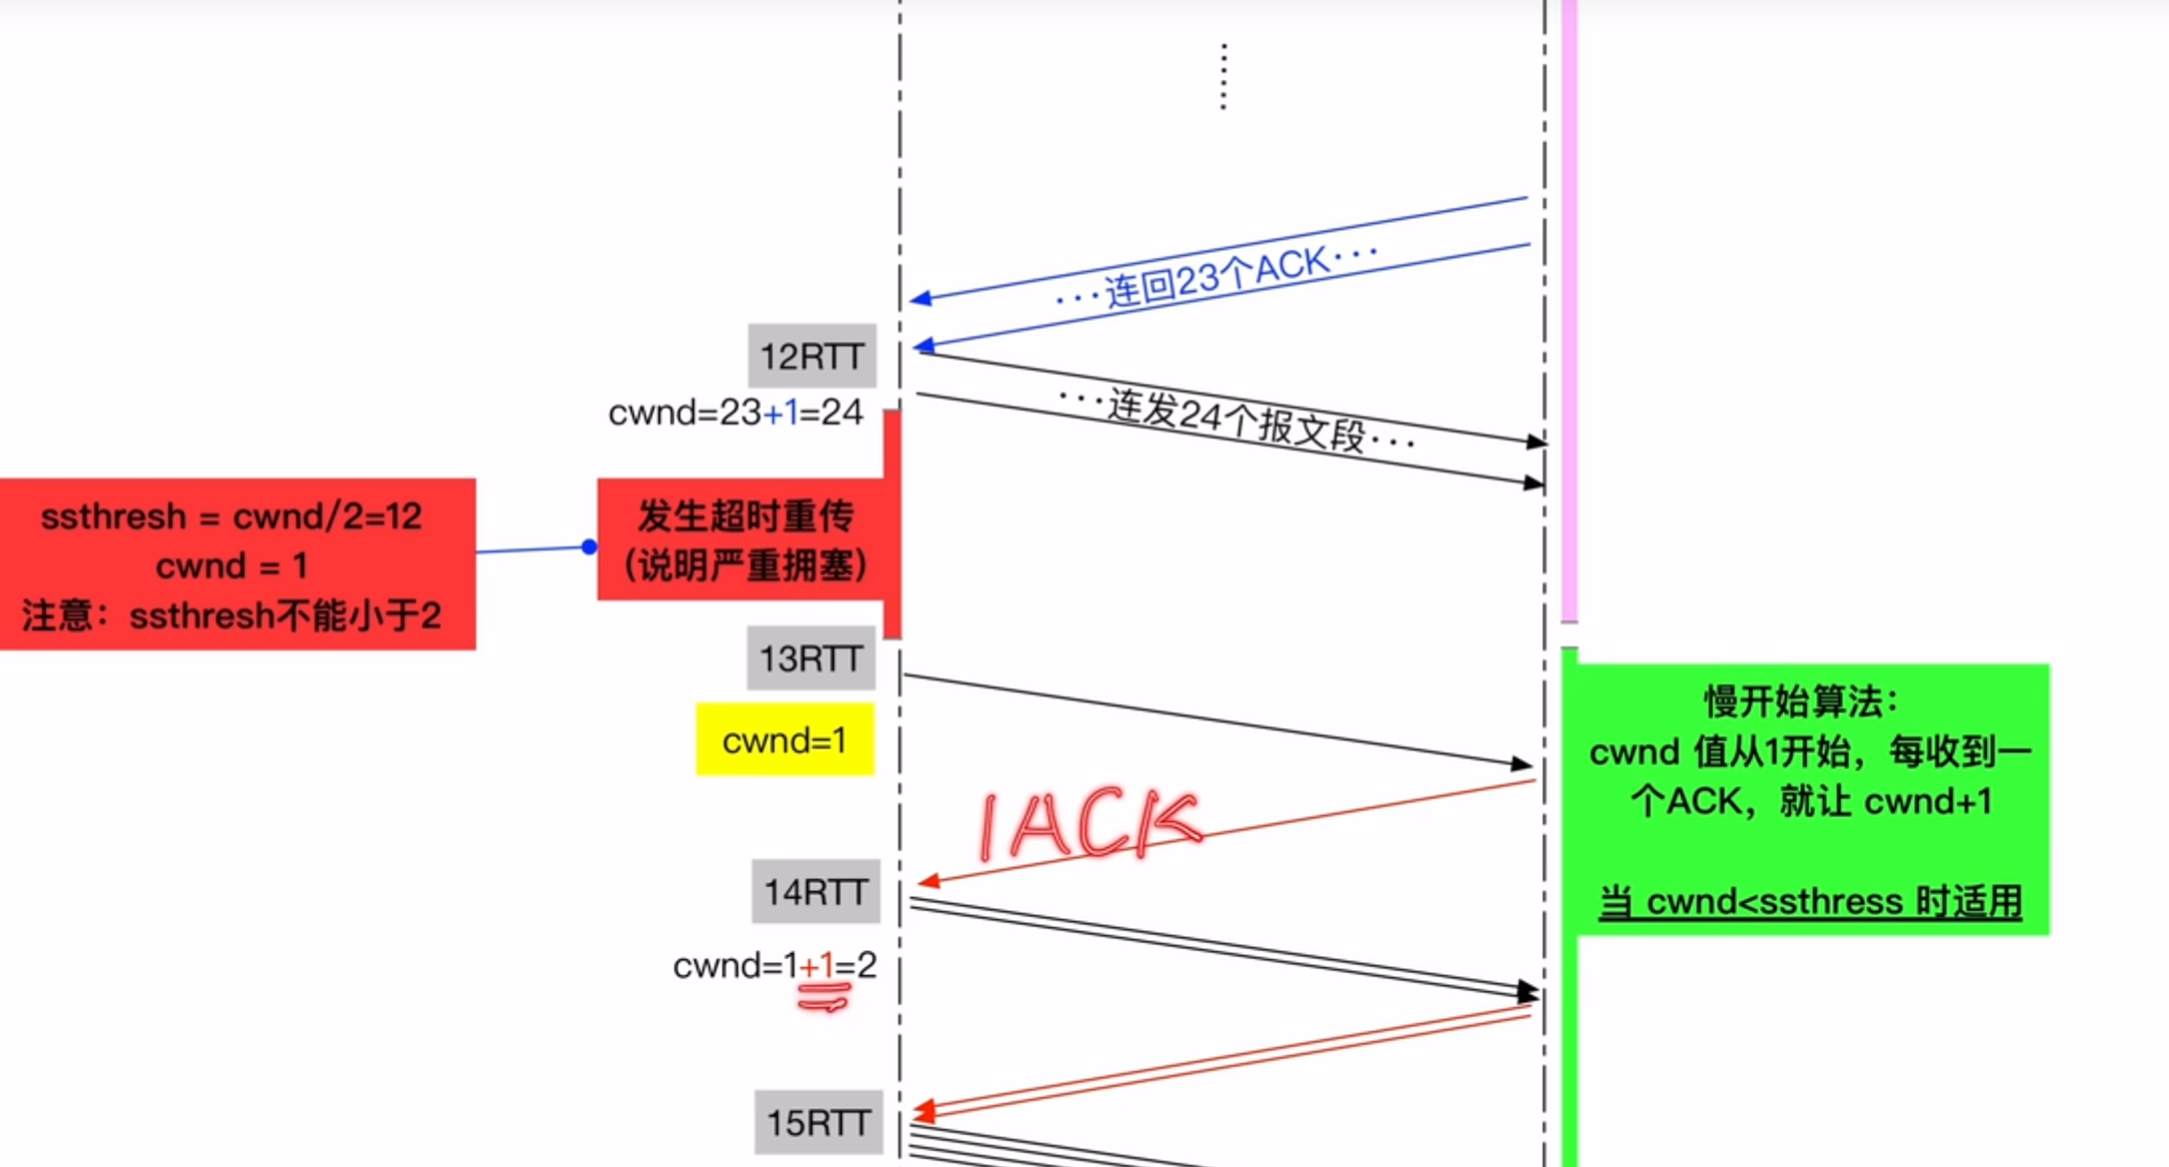 ···连回23个ACK···
12RTT
cwnd=23+1=24
···连发24个报文段···
ssthresh = cwnd/2=12
cwnd = 1
注意：ssthresh不能小于2
发生超时重传
(说明严重拥塞)
13RTT
cwnd=1
慢开始算法：
cwnd 值从1开始，每收到一
个ACK，就让 cwnd+1
当 cwnd<ssthress 时适用
1ACK
14RTT
cwnd=1+1=2
15RTT